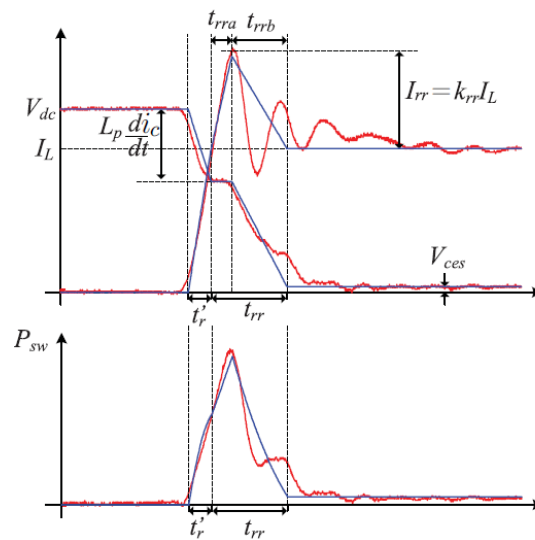 t_rra t_rrb
V_dc
L_p di_c/dt
I_rr = k_rr I_L
I_L
V_ces
t'_r t_rr
P_sw
t'_r t_rr